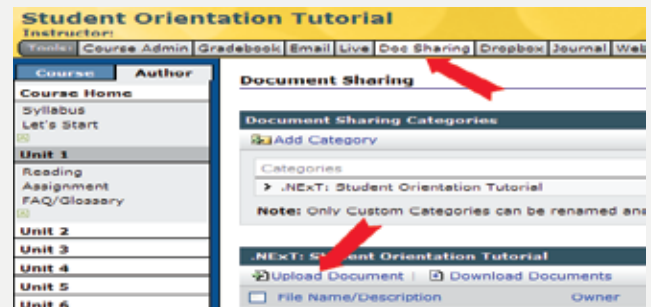 Student Orientation Tutorial
Instructor:
Tools: Course Admin Gradebook Email Live Doc Sharing Dropbox Journal Web
Course Author
Course Home
Syllabus
Let's Start
Unit 1
Reading
Assignment
FAQ/Glossary
Unit 2
Unit 3
Unit 4
Unit 5
Unit 6
Document Sharing
Document Sharing Categories
Add Category
Categories
> .NExT: Student Orientation Tutorial
Note: Only Custom Categories can be renamed and
.NExT: Student Orientation Tutorial
Upload Document | Download Documents
File Name/Description Owner